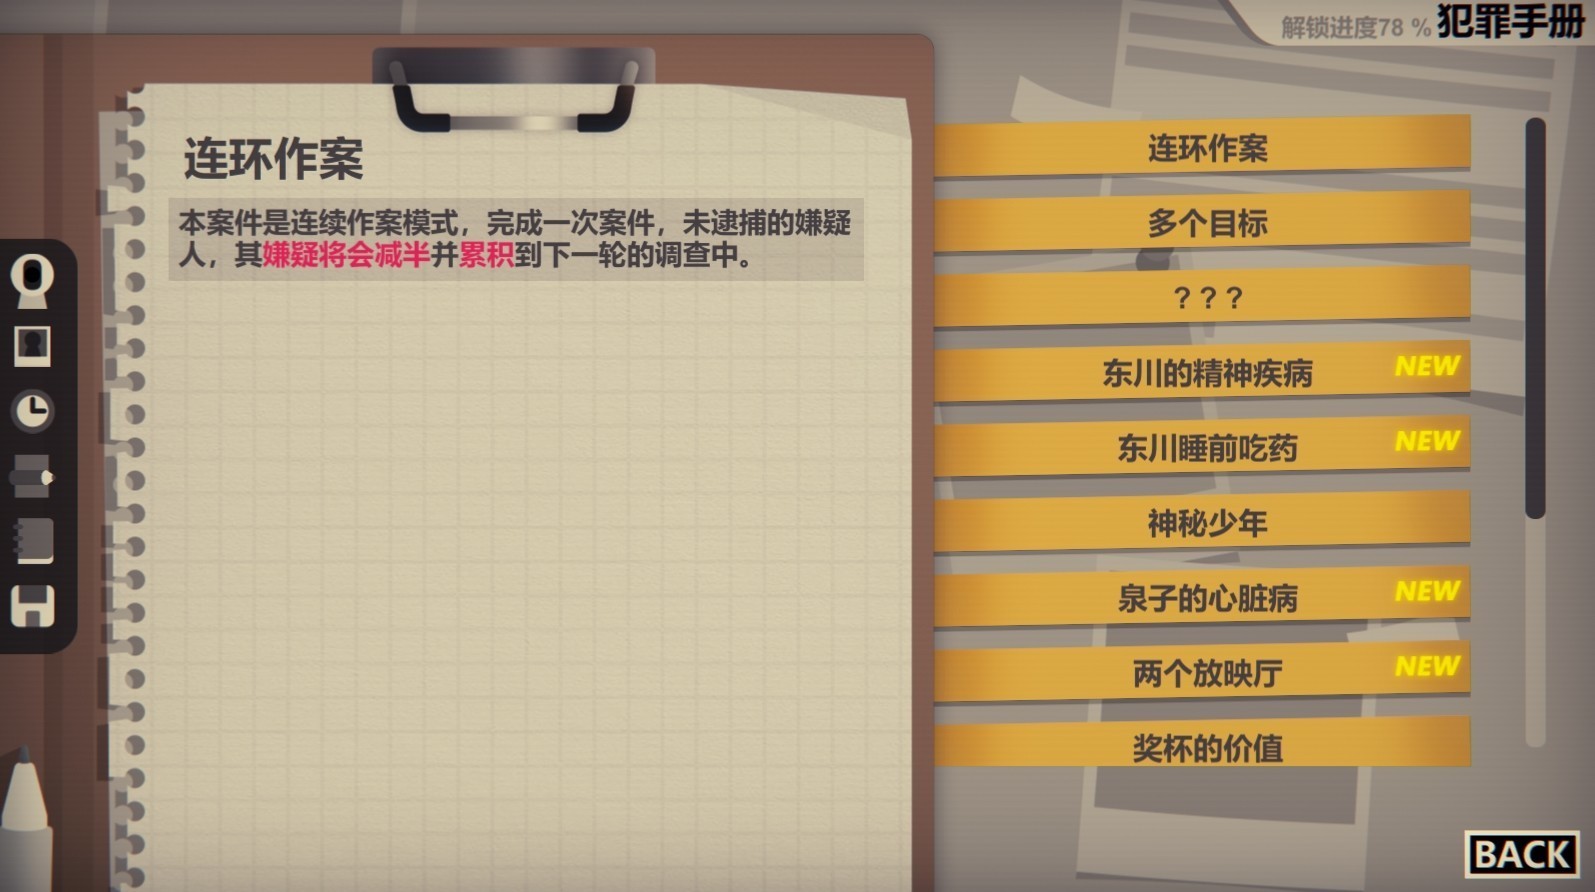 解锁进度78 % 犯罪手册
连环作案
本案件是连续作案模式，完成一次案件，未逮捕的嫌疑
人，其嫌疑将会减半并累积到下一轮的调查中。
连环作案
多个目标
？？？
东川的精神疾病 NEW
东川睡前吃药 NEW
神秘少年
泉子的心脏病 NEW
两个放映厅 NEW
奖杯的价值
BACK